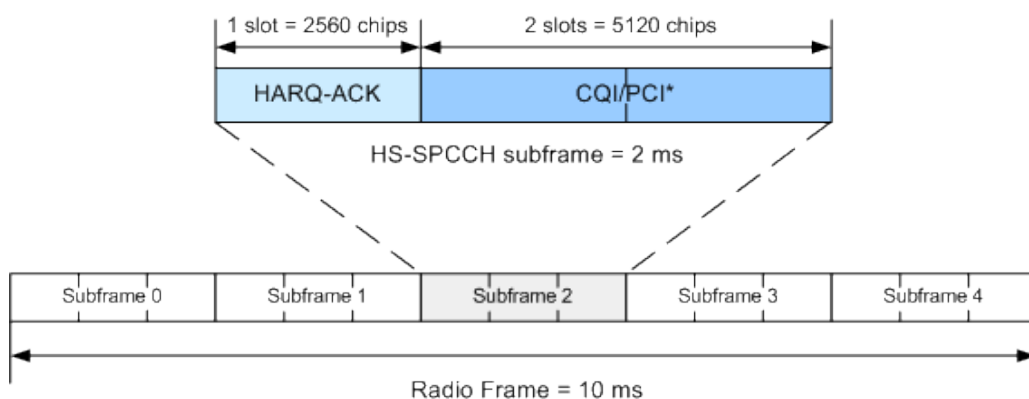 1 slot = 2560 chips
2 slots = 5120 chips
HARQ-ACK
CQI/PCI*
HS-SPCCH subframe = 2 ms
Subframe 0
Subframe 1
Subframe 2
Subframe 3
Subframe 4
Radio Frame = 10 ms